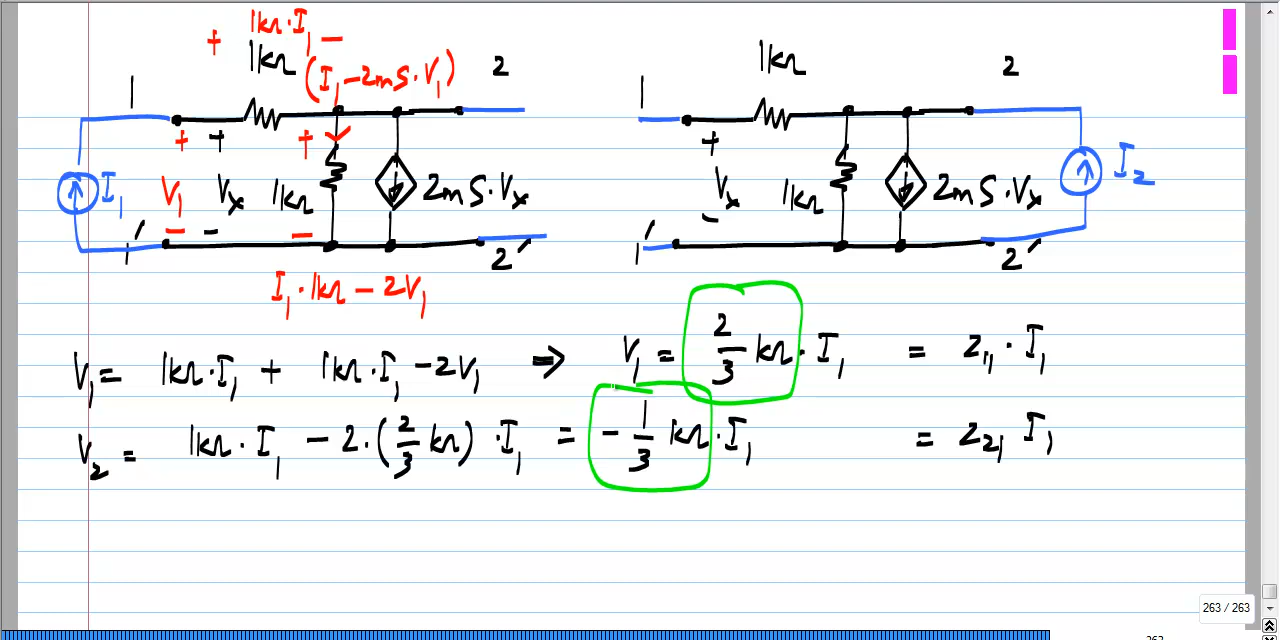 1kΩ·I₁
+ −
1kΩ
(I₁ − 2mS·V₁)
1
2
+ + +
I₁
V₁
Vx
1kΩ
2mS·Vx
− − −
1′
2′
I₁·1kΩ − 2V₁
1kΩ
1
2
+
Vx
1kΩ
2mS·Vx
I₂
−
1′
2′
V₁ = 1kΩ·I₁ + 1kΩ·I₁ − 2V₁ ⇒ V₁ = 2/3 kΩ·I₁ = z₁₁·I₁
V₂ = 1kΩ·I₁ − 2·(2/3 kΩ)·I₁ = −1/3 kΩ·I₁ = z₂₁ I₁
263 / 263